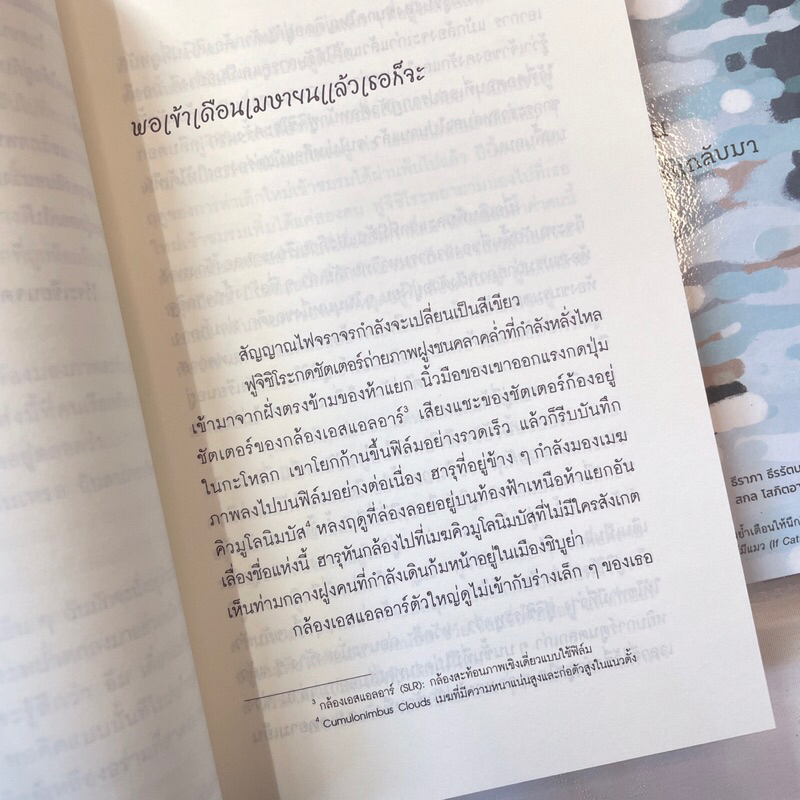 พอเข้าเดือนเมษายนแล้วเธอก็จะ
สัญญาณไฟจราจรกำลังจะเปลี่ยนเป็นสีเขียว
ฟูจิชิโระกดชัตเตอร์ถ่ายภาพฝูงชนคลาคล่ำที่กำลังหลั่งไหล
เข้ามาจากฝั่งตรงข้ามของห้าแยก นิ้วมือของเขาออกแรงกดปุ่ม
ชัตเตอร์ของกล้องเอสแอลอาร์³ เสียงแชะของชัตเตอร์ก้องอยู่
ในกะโหลก เขาโยกก้านขึ้นฟิล์มอย่างรวดเร็ว แล้วก็รีบบันทึก
ภาพลงไปบนฟิล์มอย่างต่อเนื่อง ฮารุที่อยู่ข้าง ๆ กำลังมองเมฆ
คิวมูโลนิมบัส⁴ หลงฤดูที่ล่องลอยอยู่บนท้องฟ้าเหนือห้าแยกอัน
เลื่องชื่อแห่งนี้ ฮารุหันกล้องไปที่เมฆคิวมูโลนิมบัสที่ไม่มีใครสังเกต
เห็นท่ามกลางฝูงคนที่กำลังเดินก้มหน้าอยู่ในเมืองชิบูย่า
กล้องเอสแอลอาร์ตัวใหญ่ดูไม่เข้ากับร่างเล็ก ๆ ของเธอ
³ กล้องเอสแอลอาร์ (SLR): กล้องสะท้อนภาพเชิงเดี่ยวแบบใช้ฟิล์ม
⁴ Cumulonimbus Clouds เมฆที่มีความหนาแน่นสูงและก่อตัวสูงในแนวตั้ง
กลับมา
ธีราภา ธีรรัตน
สกล โสภิตอา
ย่ำเตือนให้นึก
มีแมว (If Cat